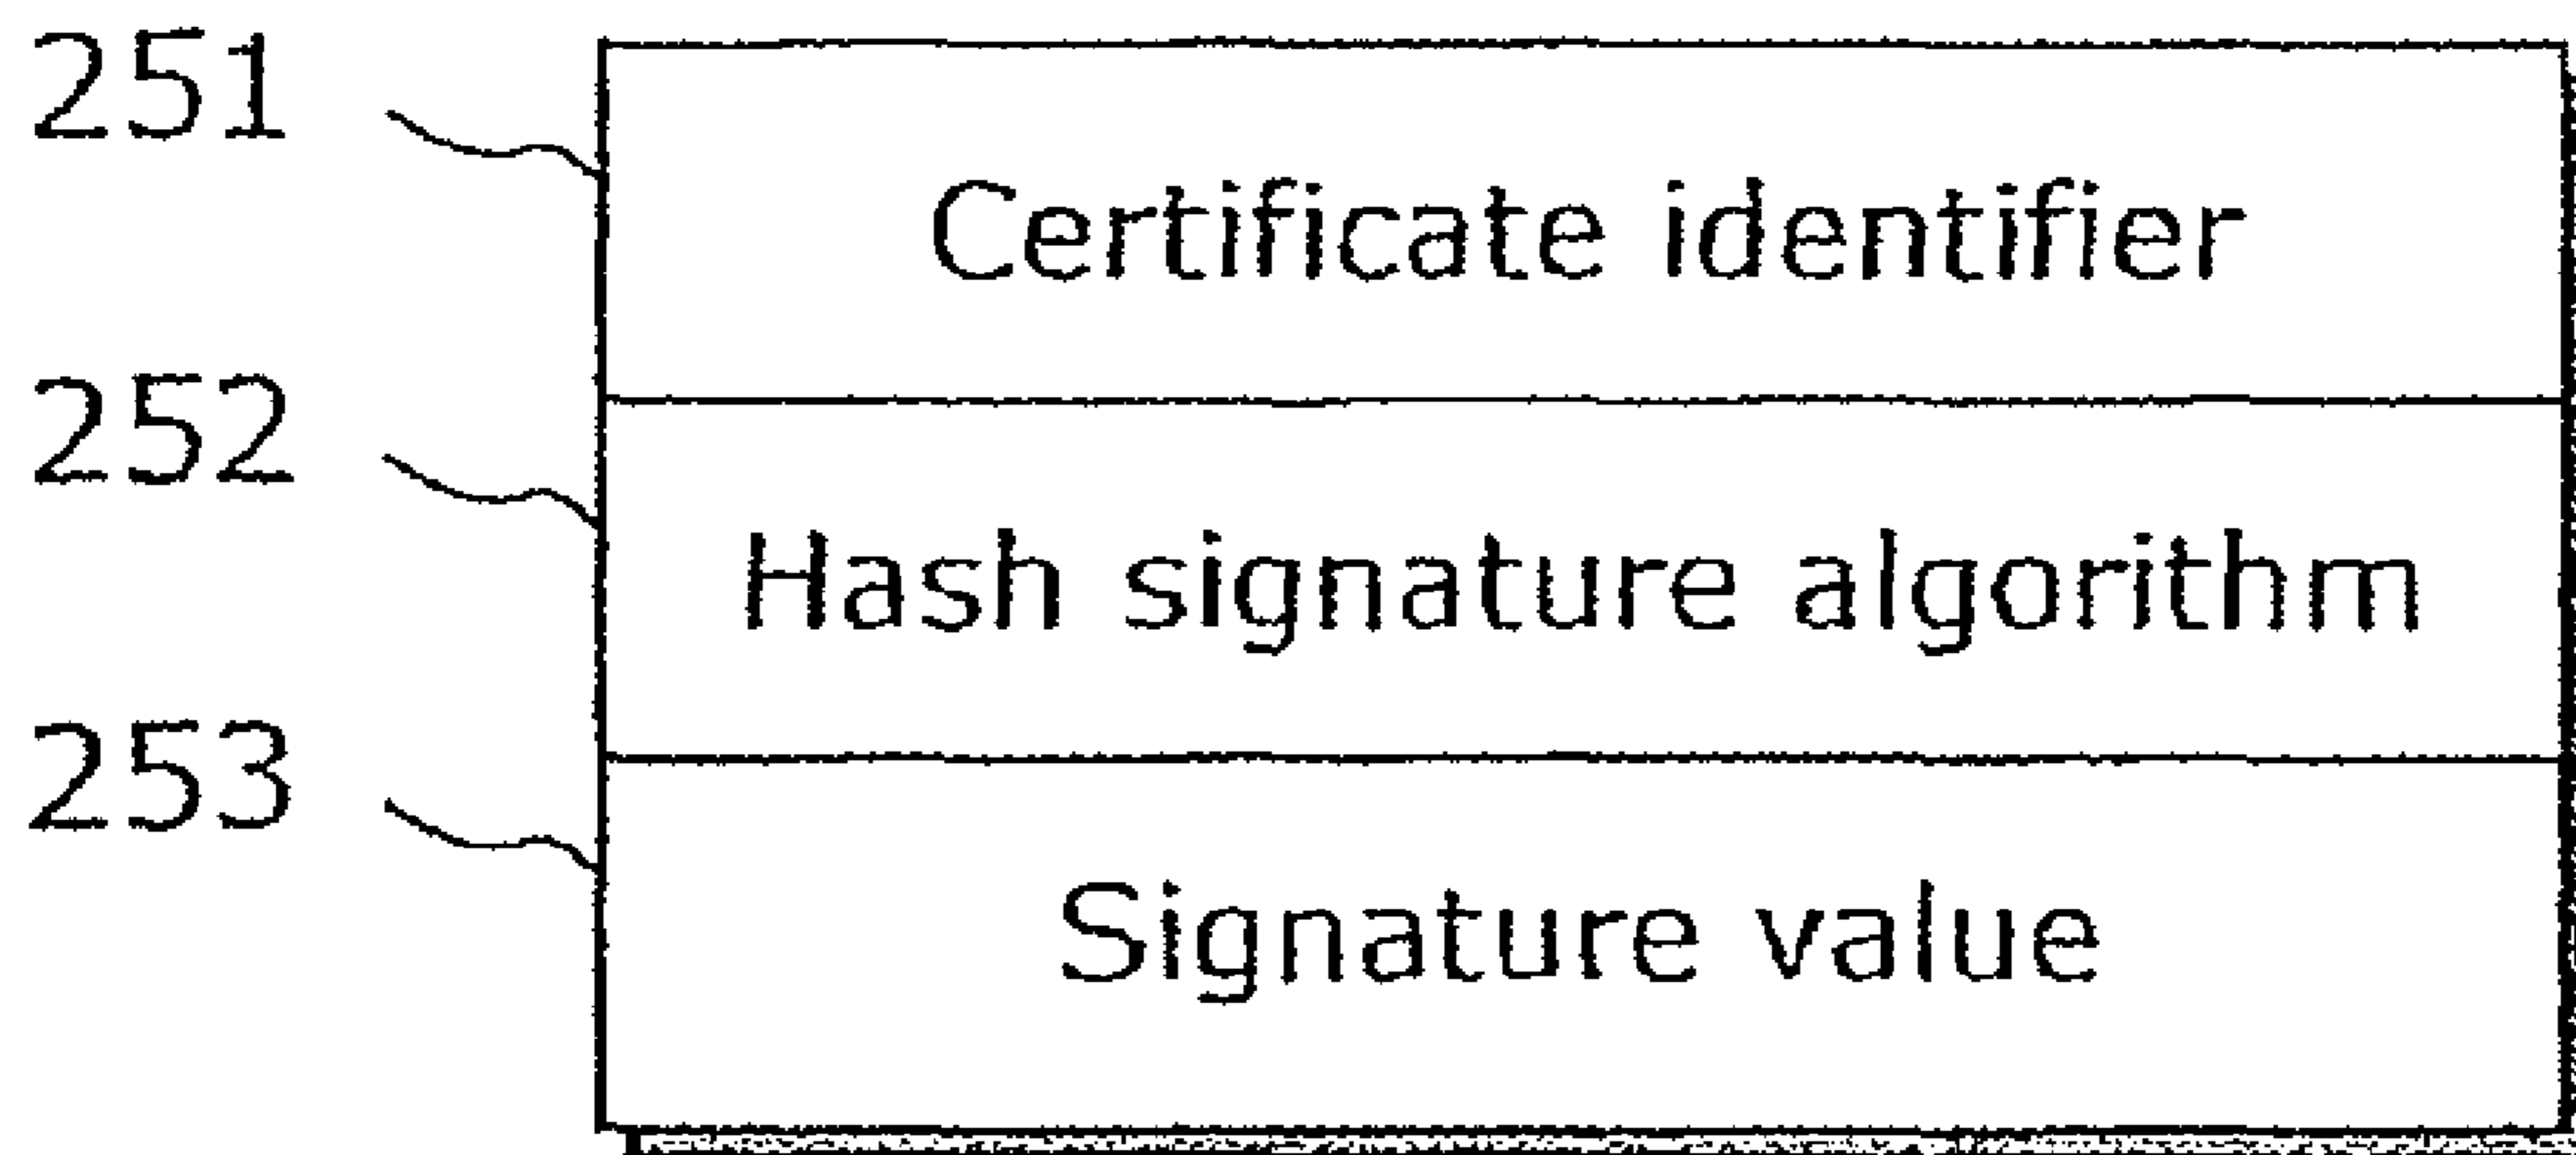 251
Certificate identifier
252
Hash signature algorithm
253
Signature value